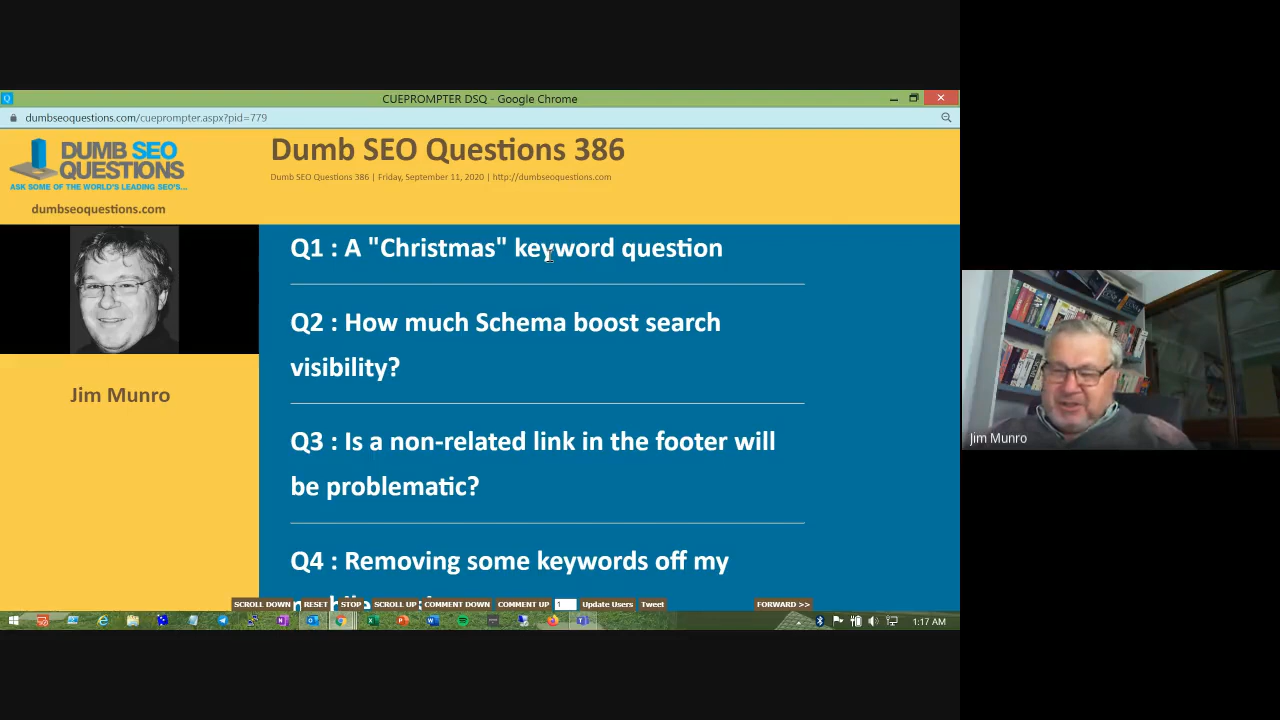 CUEPROMPTER DSQ - Google Chrome
dumbseoquestions.com/cueprompter.aspx?pid=779
DUMB SEO
QUESTIONS
ASK SOME OF THE WORLD'S LEADING SEO'S...
dumbseoquestions.com
Dumb SEO Questions 386
Dumb SEO Questions 386 | Friday, September 11, 2020 | http://dumbseoquestions.com
Jim Munro
Q1 : A "Christmas" keyword question
Q2 : How much Schema boost search
visibility?
Q3 : Is a non-related link in the footer will
be problematic?
Q4 : Removing some keywords off my
SCROLL DOWN RESET STOP SCROLL UP COMMENT DOWN COMMENT UP 1 Update Users Tweet FORWARD >>
1:17 AM
Jim Munro